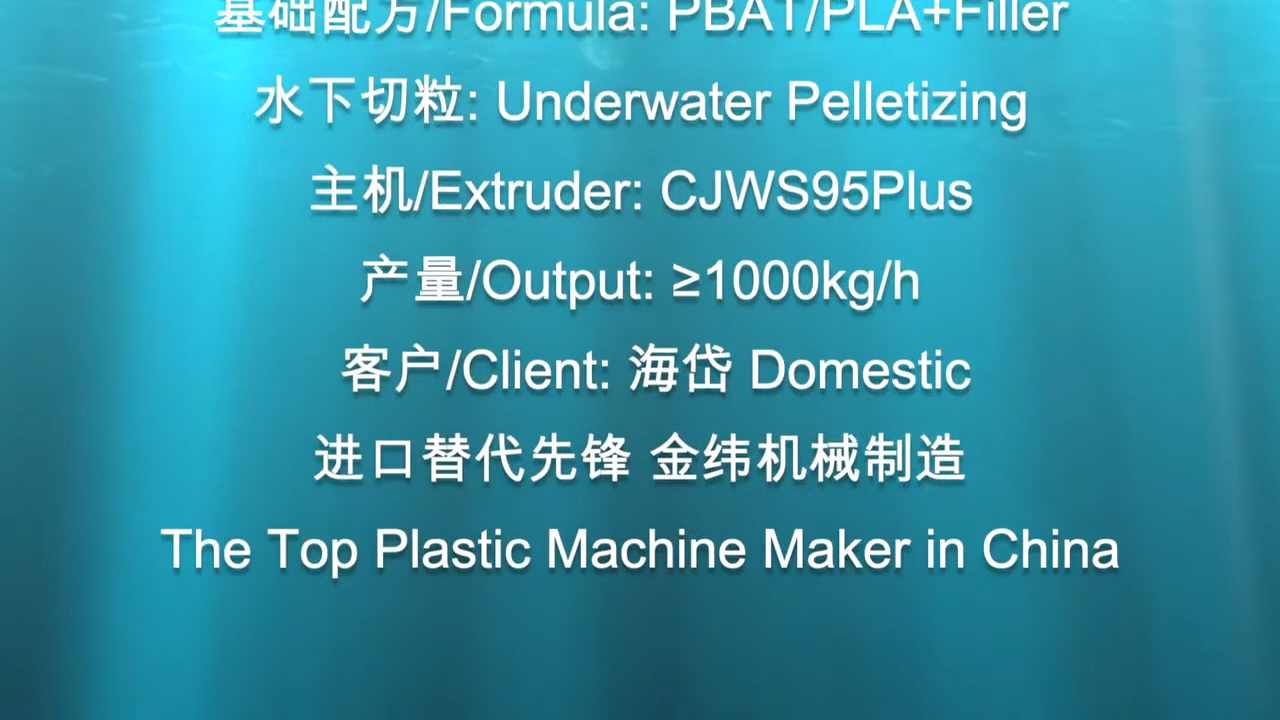 基础配方/Formula: PBAT/PLA+Filler
水下切粒: Underwater Pelletizing
主机/Extruder: CJWS95Plus
产量/Output: ≥1000kg/h
客户/Client: 海岱 Domestic
进口替代先锋 金纬机械制造
The Top Plastic Machine Maker in China